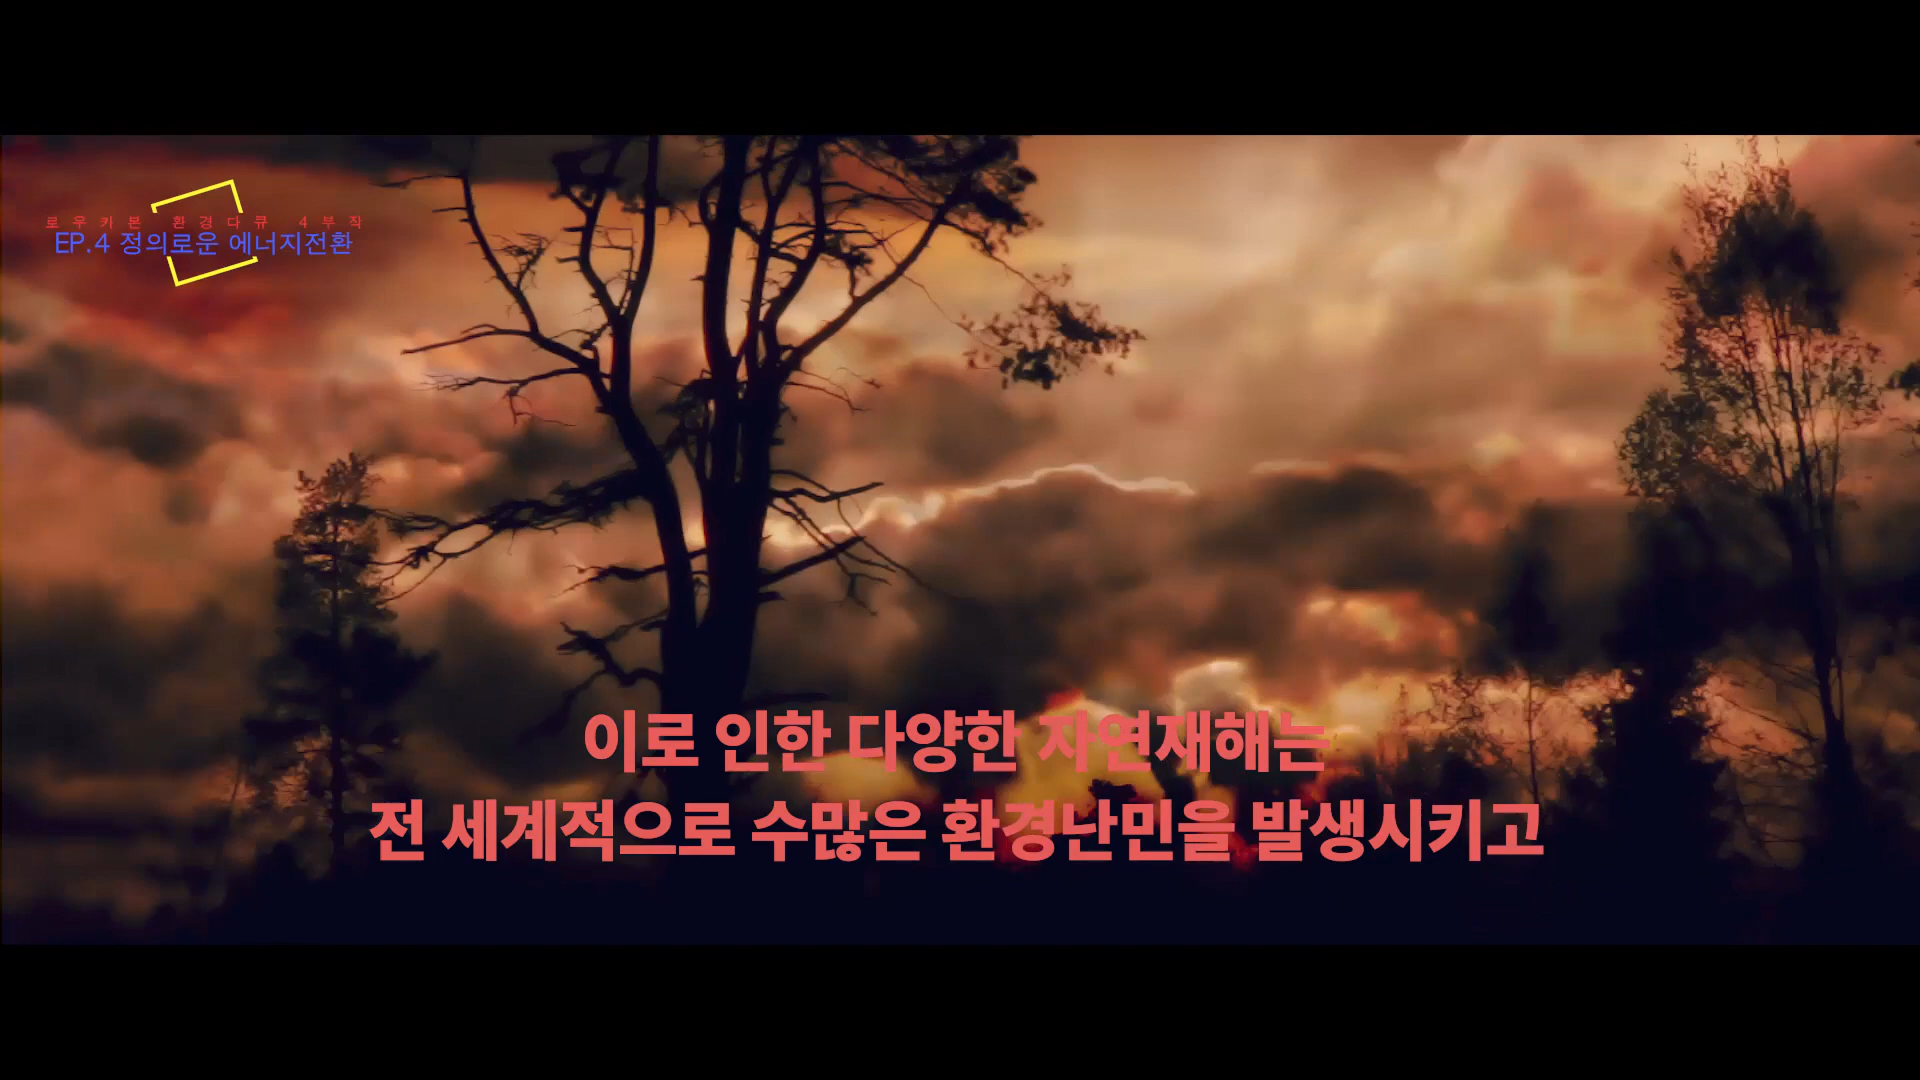 로우키본 환경다큐 4부작
EP.4 정의로운 에너지전환
이로 인한 다양한 자연재해는
전 세계적으로 수많은 환경난민을 발생시키고